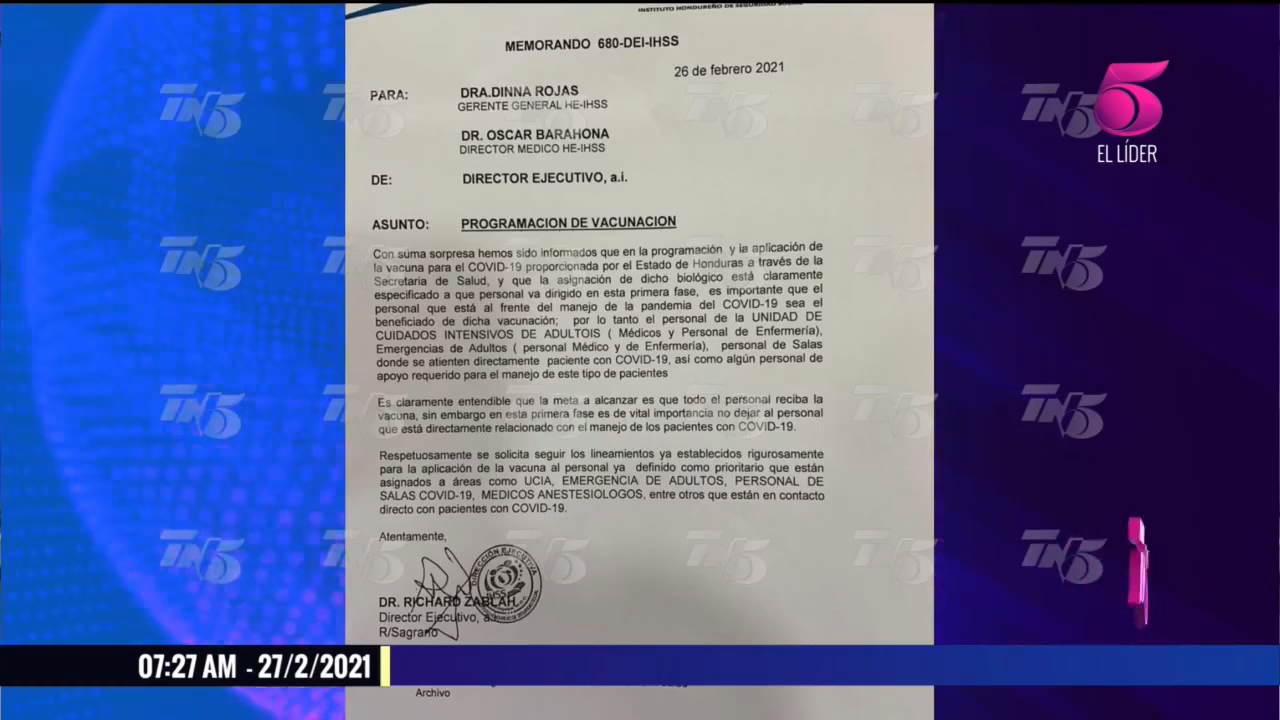 INSTITUTO HONDUREÑO DE SEGURIDAD SOCIAL
MEMORANDO 680-DEI-IHSS
26 de febrero 2021
PARA: DRA.DINNA ROJAS
GERENTE GENERAL HE-IHSS
DR. OSCAR BARAHONA
DIRECTOR MEDICO HE-IHSS
DE: DIRECTOR EJECUTIVO, a.i.
ASUNTO: PROGRAMACION DE VACUNACION
Con suma sorpresa hemos sido informados que en la programación y la aplicación de
la vacuna para el COVID-19 proporcionada por el Estado de Honduras a través de la
Secretaria de Salud, y que la asignación de dicho biológico está claramente
especificado a que personal va dirigido en esta primera fase, es importante que el
personal que está al frente del manejo de la pandemia del COVID-19 sea el
beneficiado de dicha vacunación; por lo tanto el personal de la UNIDAD DE
CUIDADOS INTENSIVOS DE ADULTOIS ( Médicos y Personal de Enfermería),
Emergencias de Adultos ( personal Médico y de Enfermería), personal de Salas
donde se atienten directamente paciente con COVID-19, así como algún personal de
apoyo requerido para el manejo de este tipo de pacientes
Es claramente entendible que la meta a alcanzar es que todo el personal reciba la
vacuna, sin embargo en esta primera fase es de vital importancia no dejar al personal
que está directamente relacionado con el manejo de los pacientes con COVID-19.
Respetuosamente se solicita seguir los lineamientos ya establecidos rigurosamente
para la aplicación de la vacuna al personal ya definido como prioritario que están
asignados a áreas como UCIA, EMERGENCIA DE ADULTOS, PERSONAL DE
SALAS COVID-19, MEDICOS ANESTESIOLOGOS, entre otros que están en contacto
directo con pacientes con COVID-19.
Atentamente,
DIRECCIÓN EJECUTIVA
IHSS
DR. RICHARD ZABLAH
Director Ejecutivo, a.
R/Sagrario
Archivo
5
EL LÍDER
TN5
07:27 AM - 27/2/2021